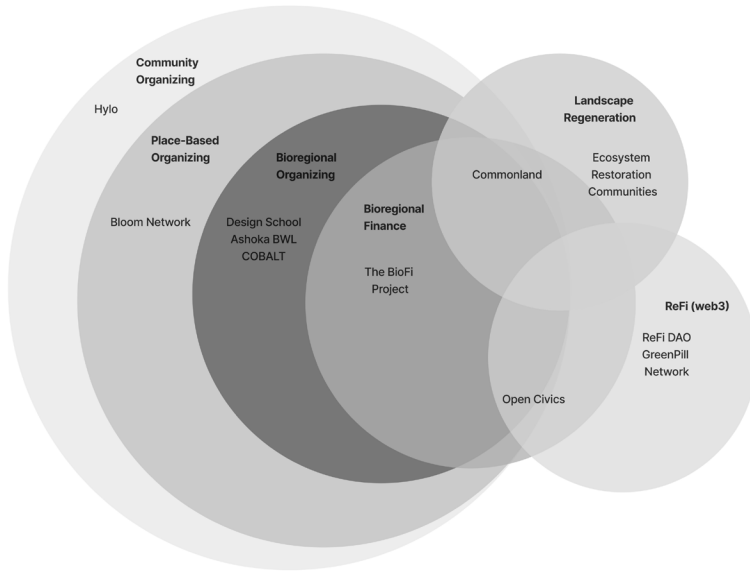 Community
Organizing
Hylo
Place-Based
Organizing
Bloom Network
Bioregional
Organizing
Design School
Ashoka BWL
COBALT
Bioregional
Finance
The BioFi
Project
Commonland
Landscape
Regeneration
Ecosystem
Restoration
Communities
Open Civics
ReFi (web3)
ReFi DAO
GreenPill
Network